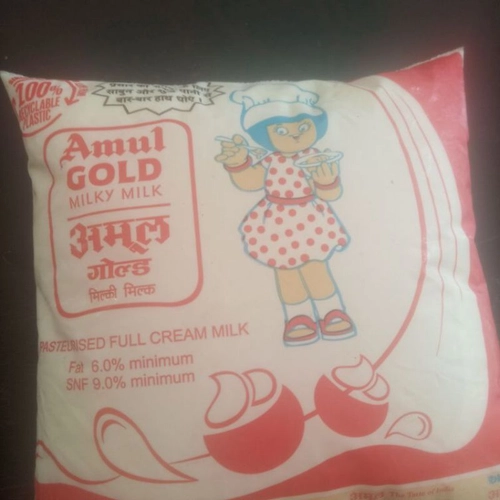 100%
RECYCLABLE
PLASTIC
साबुन और
बार-बार हाथ धोएं।
Amul
GOLD
MILKY MILK
अमूल
गोल्ड
मिल्की मिल्क
PASTEURISED FULL CREAM MILK
Fat 6.0% minimum
SNF 9.0% minimum